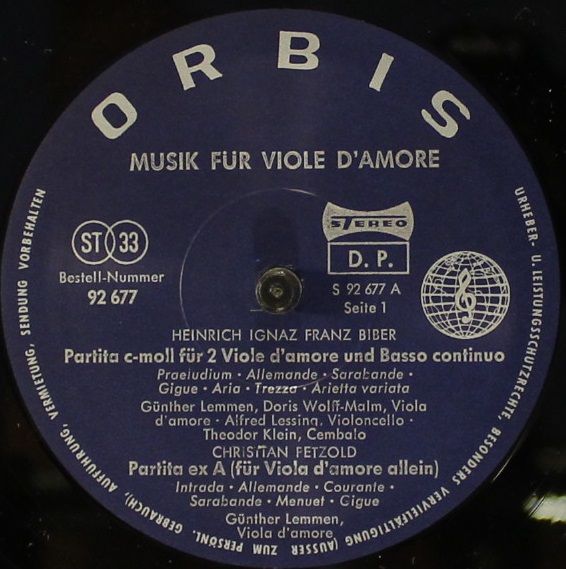 ORBIS
MUSIK FÜR VIOLE D'AMORE
ST 33
Bestell-Nummer
92 677
STEREO
D. P.
S 92 677 A
Seite 1
HEINRICH IGNAZ FRANZ BIBER
Partita c-moll für 2 Viole d'amore und Basso continuo
Praeludium · Allemande · Sarabande ·
Gigue · Aria · Trezza · Arietta variata
Günther Lemmen, Doris Wolff-Malm, Viola
d'amore · Alfred Lessing, Violoncello ·
Theodor Klein, Cembalo
CHRISTIAN PETZOLD
Partita ex A (für Viola d'amore allein)
Intrada · Allemande · Courante ·
Sarabande · Menuet · Gigue
Günther Lemmen,
Viola d'amore
URHEBER- U. LEISTUNGSSCHUTZRECHTE, BESONDERS VERVIELFÄLTIGUNG (AUSSER ZUM PERSÖNL. GEBRAUCH), AUFFÜHRUNG, VERMIETUNG, SENDUNG VORBEHALTEN